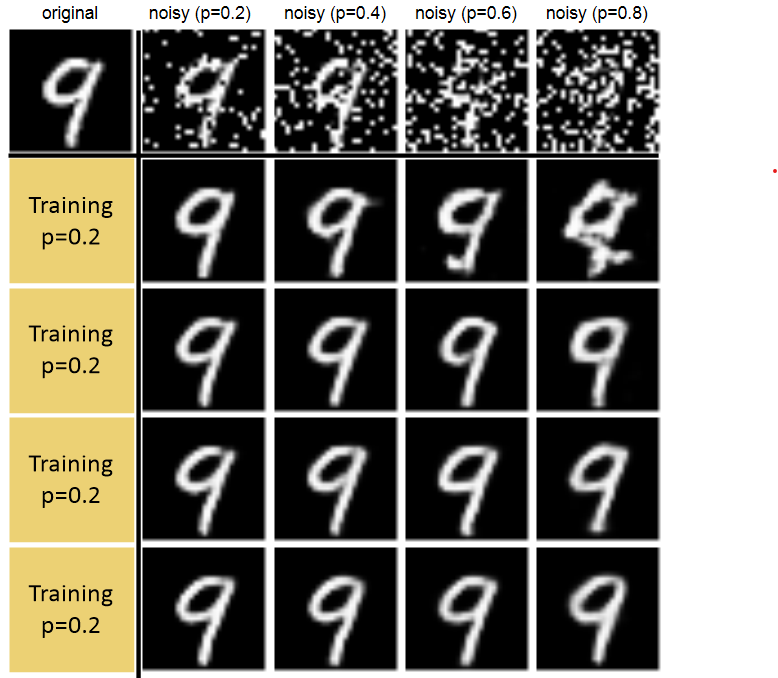 original noisy (p=0.2) noisy (p=0.4) noisy (p=0.6) noisy (p=0.8)
Training
p=0.2
Training
p=0.2
Training
p=0.2
Training
p=0.2